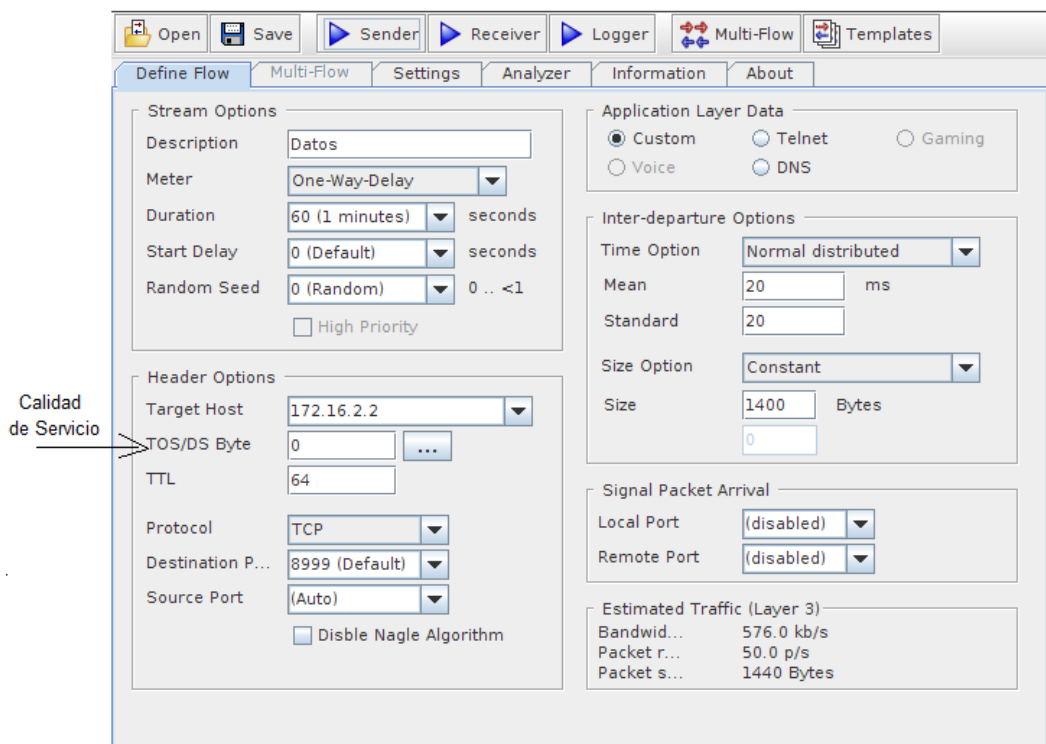 Open Save Sender Receiver Logger Multi-Flow Templates
Define Flow Multi-Flow Settings Analyzer Information About
Stream Options
Description Datos
Meter One-Way-Delay
Duration 60 (1 minutes) seconds
Start Delay 0 (Default) seconds
Random Seed 0 (Random) 0 .. <1
High Priority
Header Options
Calidad
de Servicio
Target Host 172.16.2.2
TOS/DS Byte 0 ...
TTL 64
Protocol TCP
Destination P... 8999 (Default)
Source Port (Auto)
Disble Nagle Algorithm
Application Layer Data
Custom Telnet Gaming
Voice DNS
Inter-departure Options
Time Option Normal distributed
Mean 20 ms
Standard 20
Size Option Constant
Size 1400 Bytes
0
Signal Packet Arrival
Local Port (disabled)
Remote Port (disabled)
Estimated Traffic (Layer 3)
Bandwid... 576.0 kb/s
Packet r... 50.0 p/s
Packet s... 1440 Bytes